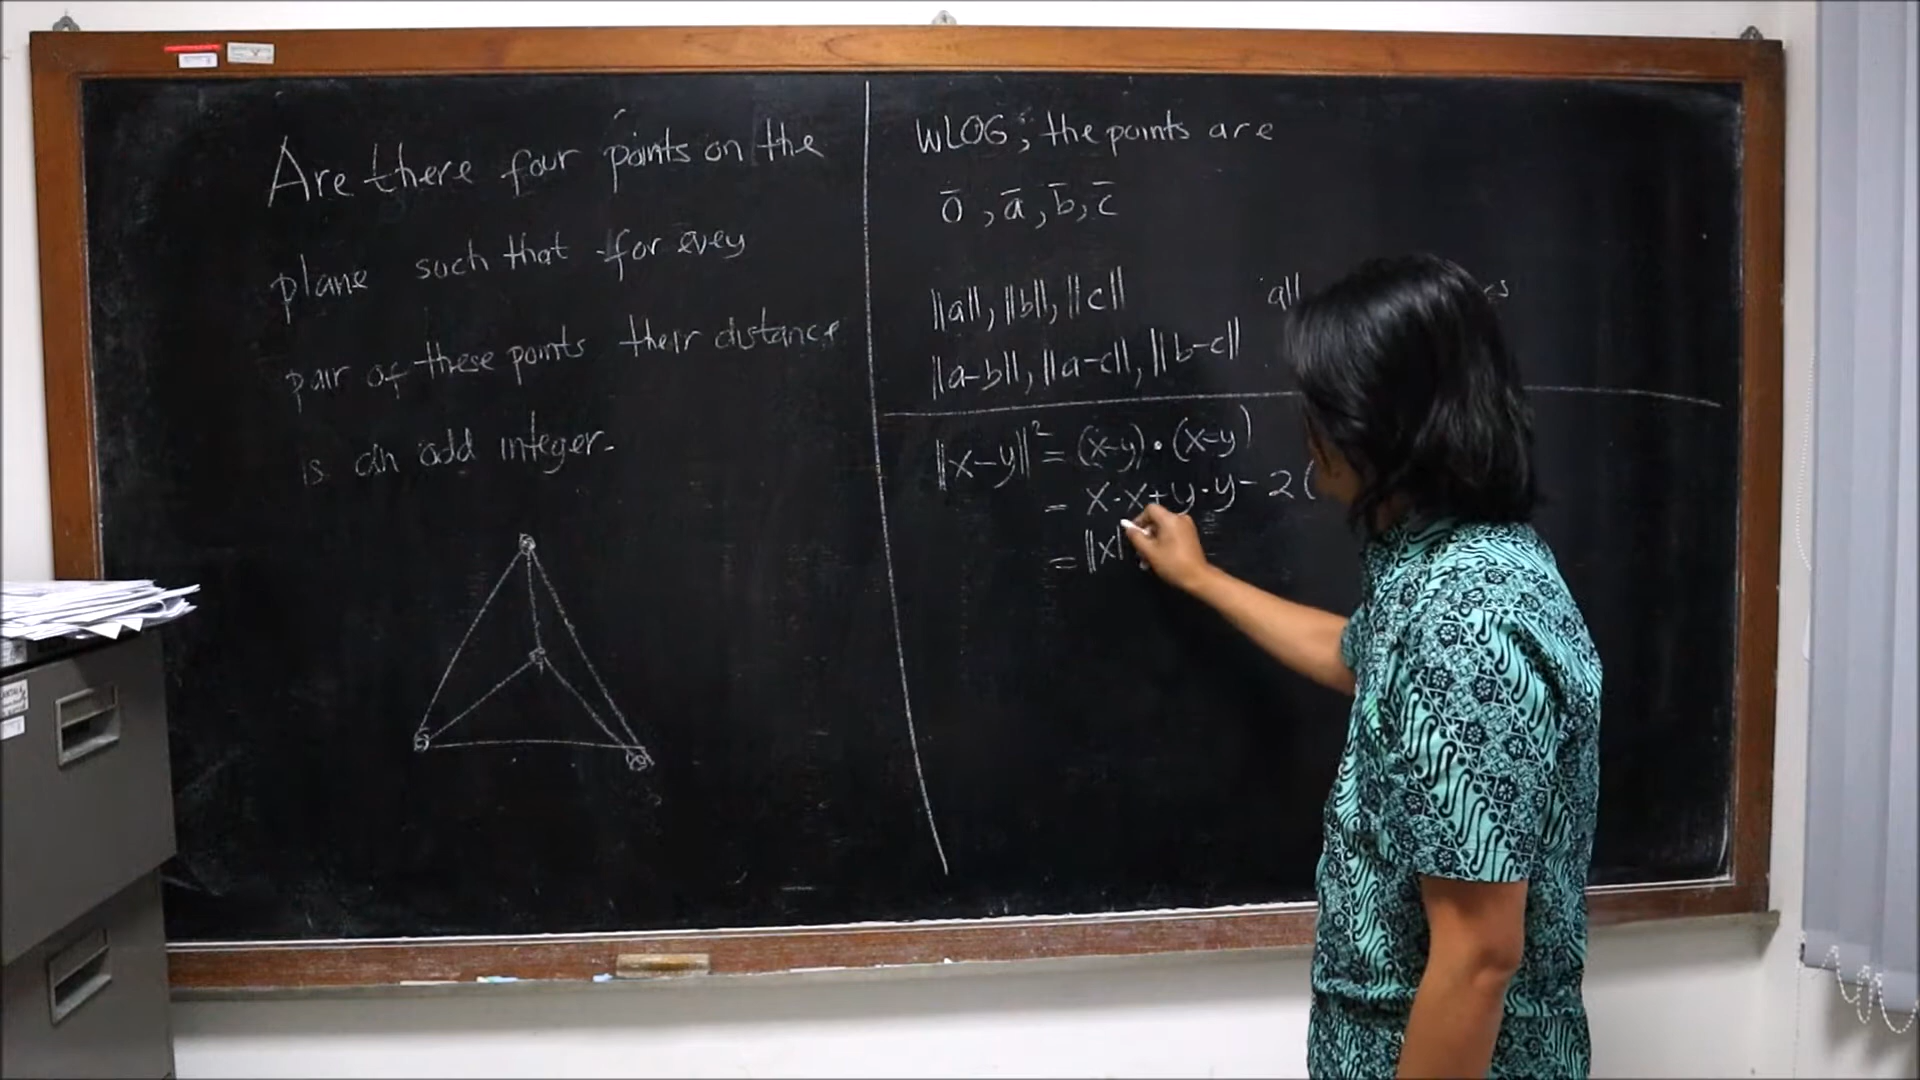 Are there four points on the
plane such that for evey
pair of these points their distance
is an odd integer.
WLOG, the points are
0̄, ā, b̄, c̄
||a||, ||b||, ||c|| all
||a-b||, ||a-c||, ||b-c||
||x-y||² = (x-y)·(x-y)
= x·x+y·y-2(
= ||x||